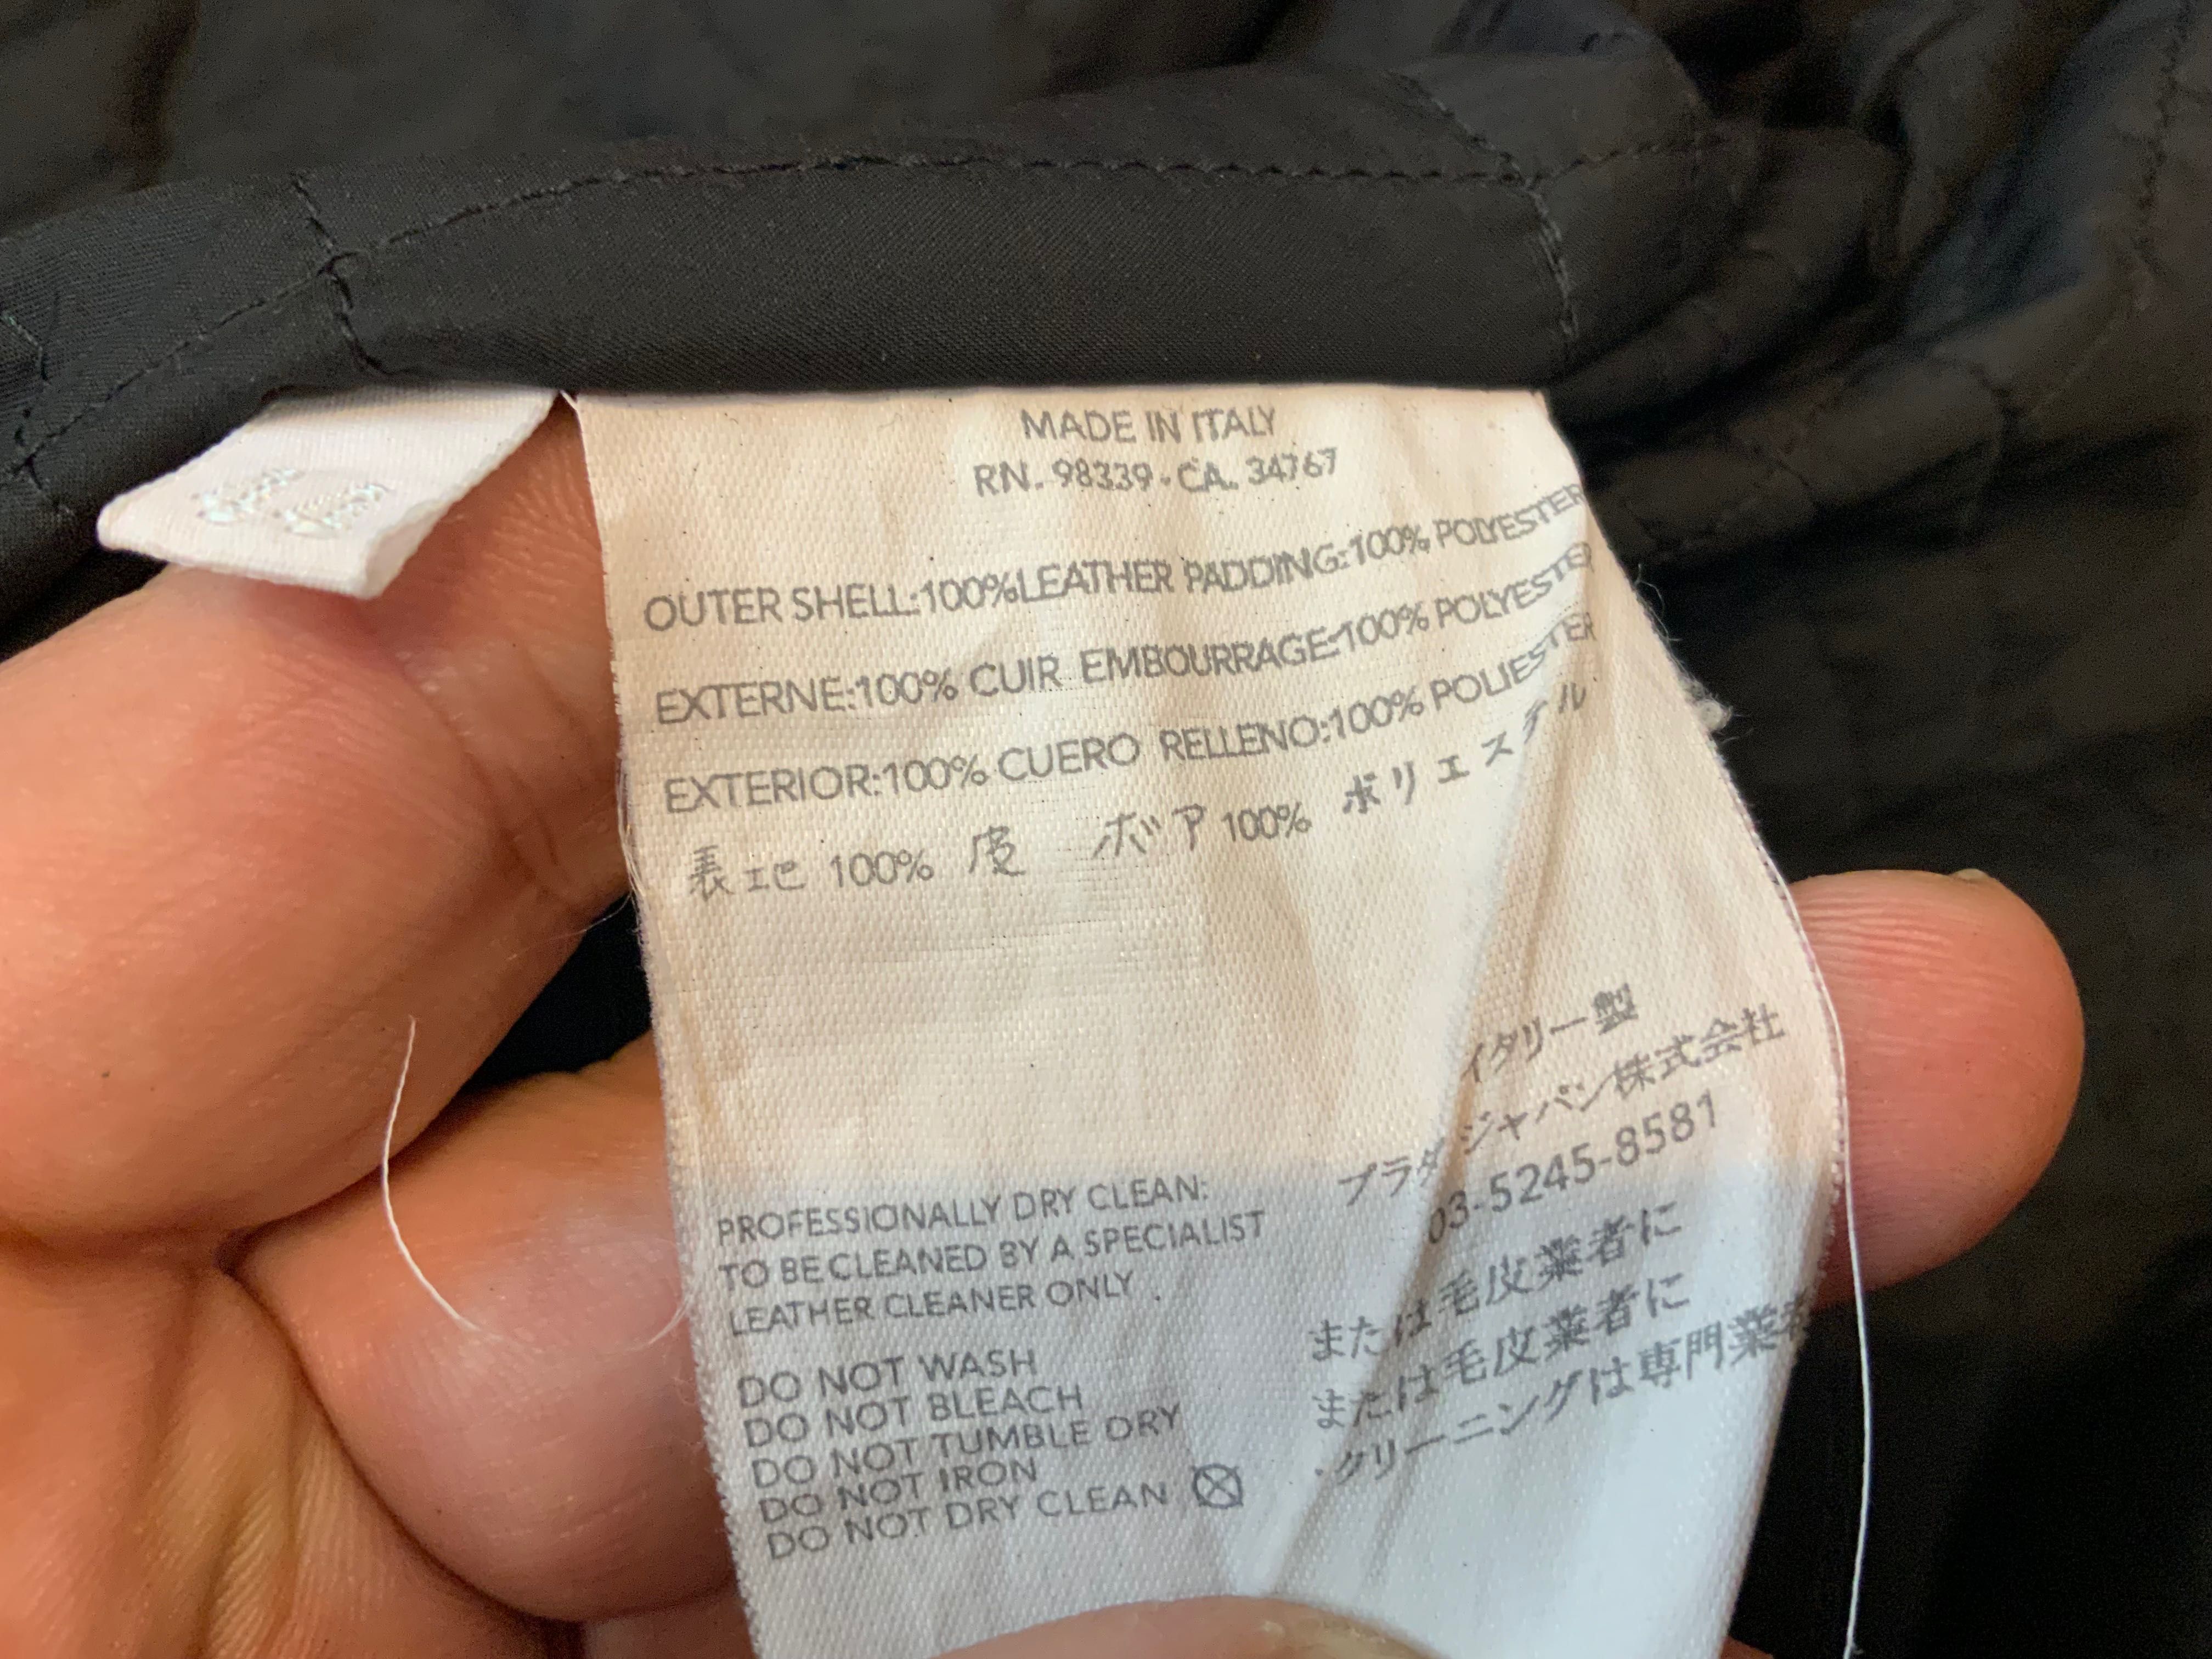 MADE IN ITALY
RN. 98339 - CA. 34767
OUTER SHELL:100%LEATHER PADDING:100% POLYESTER
EXTERNE:100% CUIR EMBOURRAGE:100% POLYESTER
EXTERIOR:100% CUERO RELLENO:100% POLIESTER
表 100% ボア 100% ポリエステル
イタリー製
プラダジャパン株式会社
03-5245-8581
PROFESSIONALLY DRY CLEAN:
TO BE CLEANED BY A SPECIALIST
LEATHER CLEANER ONLY .
DO NOT WASH
DO NOT BLEACH
DO NOT TUMBLE DRY
DO NOT IRON
DO NOT DRY CLEAN
または毛皮業者に
または毛皮業者に
・クリーニングは専門業者